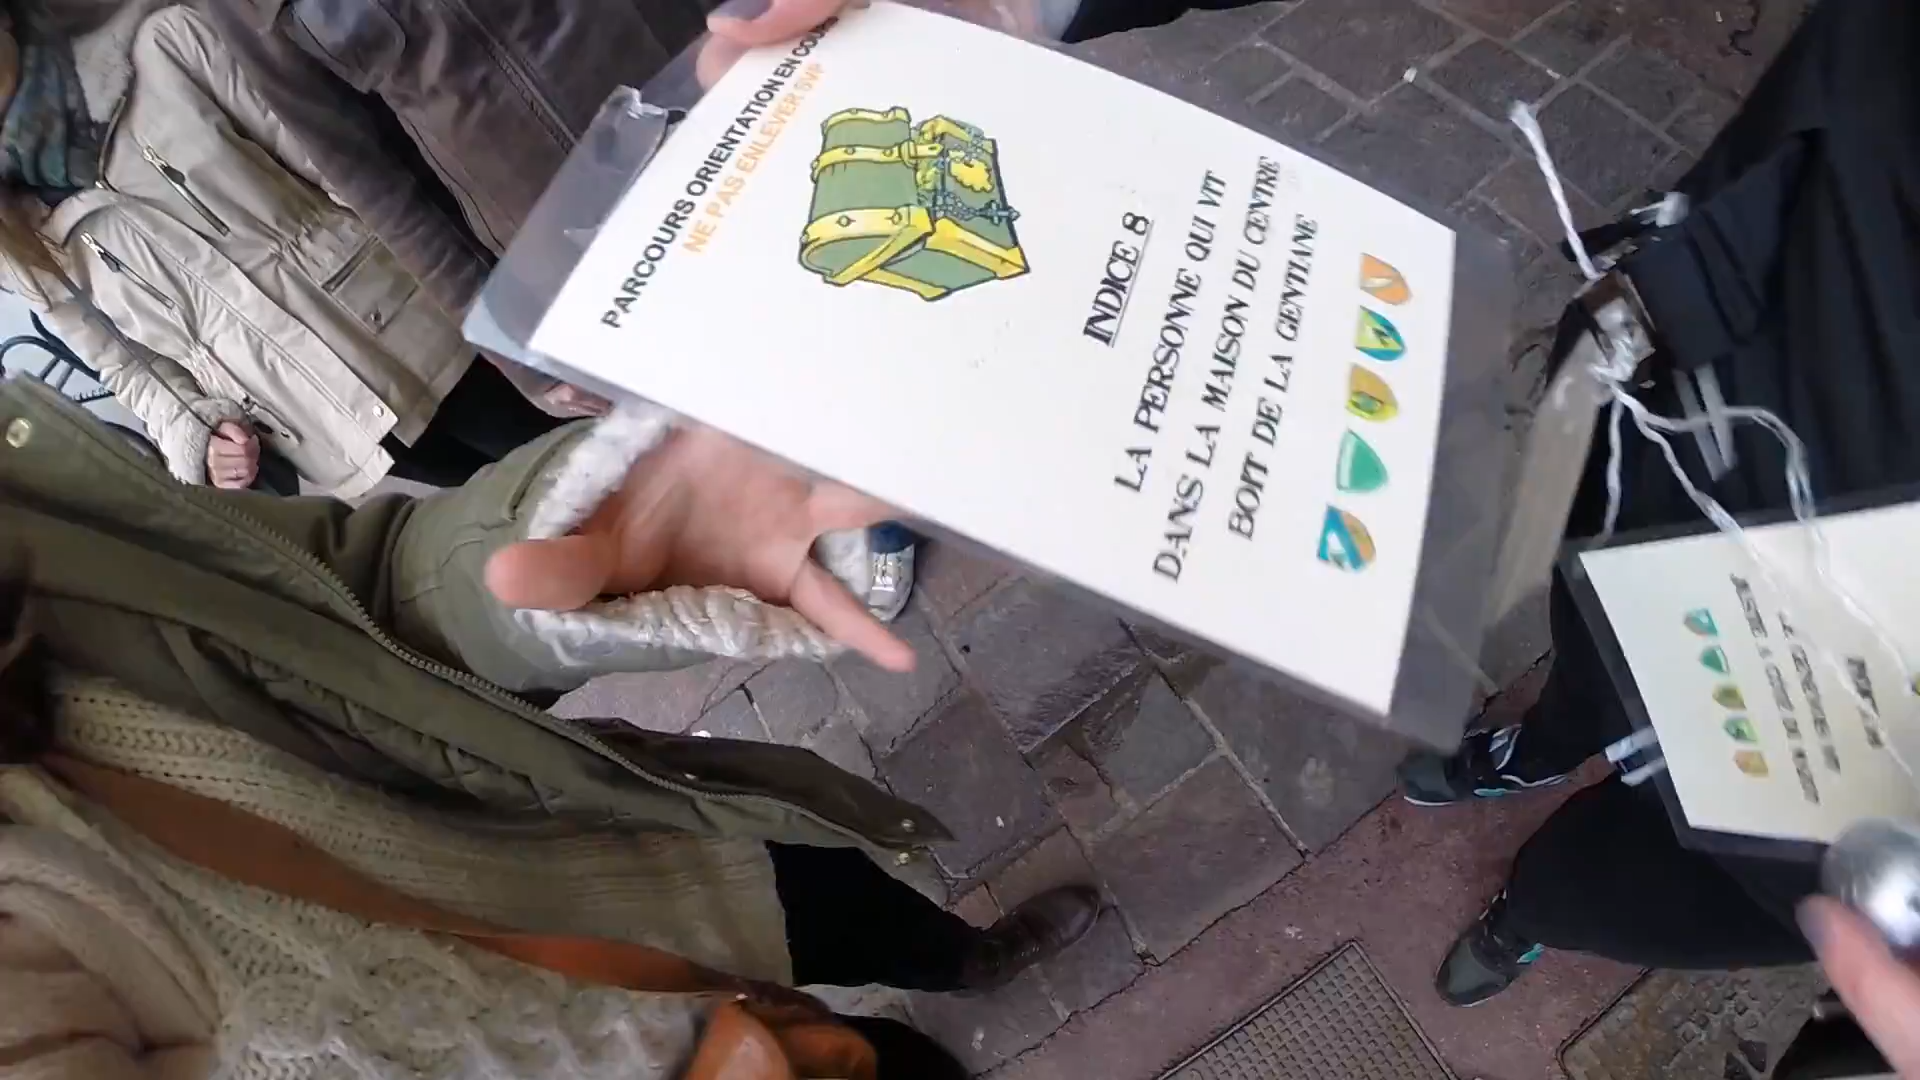 PARCOURS ORIENTATION EN COU
NE PAS ENLEVER SVP
INDICE 8
LA PERSONNE QUI VIT
DANS LA MAISON DU CENTRE
BOIT DE LA GENTIANE